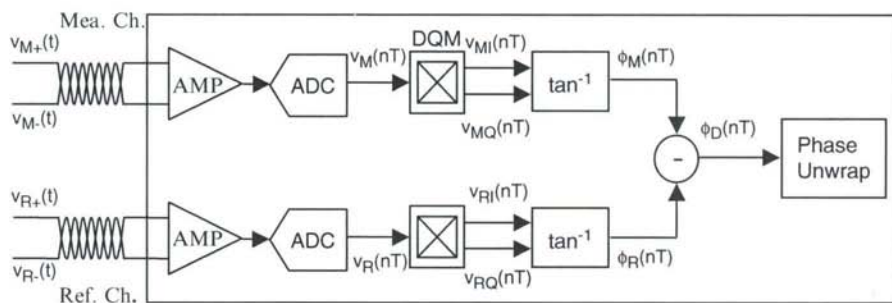 Mea. Ch.
v_M+(t)
v_M-(t)
AMP
ADC
v_M(nT)
DQM
v_MI(nT)
v_MQ(nT)
tan⁻¹
ϕ_M(nT)
-
ϕ_D(nT)
Phase
Unwrap
v_R+(t)
v_R-(t)
AMP
ADC
v_R(nT)
v_RI(nT)
v_RQ(nT)
tan⁻¹
ϕ_R(nT)
Ref. Ch.